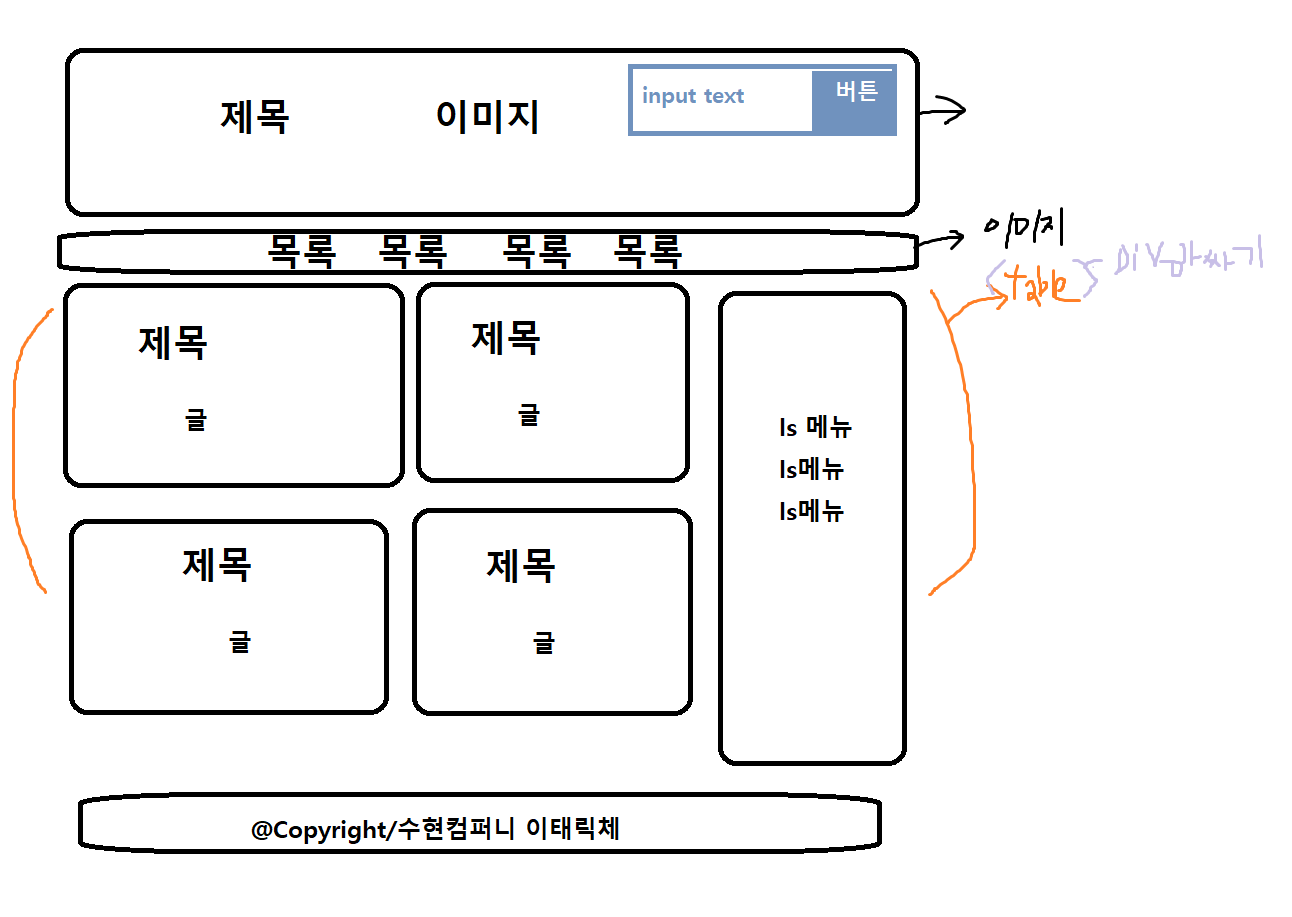 제목 이미지 input text 버튼
이미지
목록 목록 목록 목록
DiV감싸기
table
제목 제목
글 글
ls 메뉴
ls메뉴
ls메뉴
제목 제목
글 글
@Copyright/수현컴퍼니 이태릭체